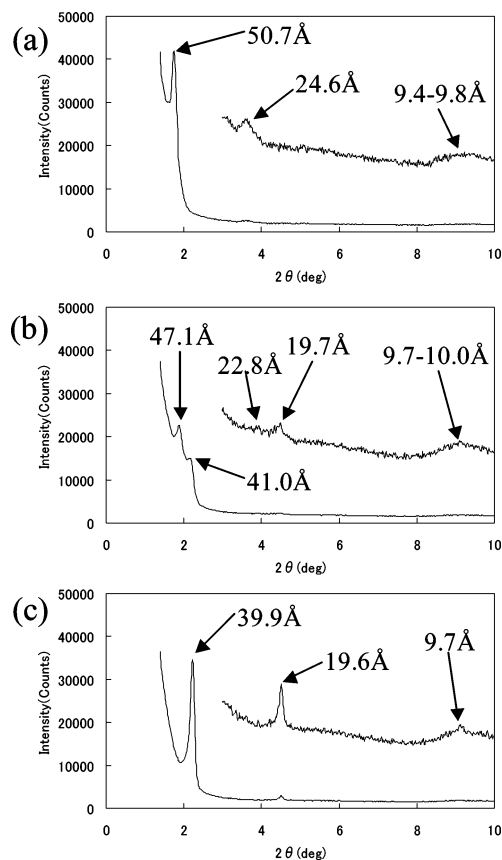 (a)
50000
40000
30000
20000
10000
0
Intensity(Counts)
50.7Å
24.6Å
9.4-9.8Å
0 2 4 6 8 10
2θ(deg)
(b)
50000
40000
30000
20000
10000
0
Intensity(Counts)
47.1Å
22.8Å
19.7Å
9.7-10.0Å
41.0Å
0 2 4 6 8 10
2θ(deg)
(c)
50000
40000
30000
20000
10000
0
Intensity(Counts)
39.9Å
19.6Å
9.7Å
0 2 4 6 8 10
2θ(deg)